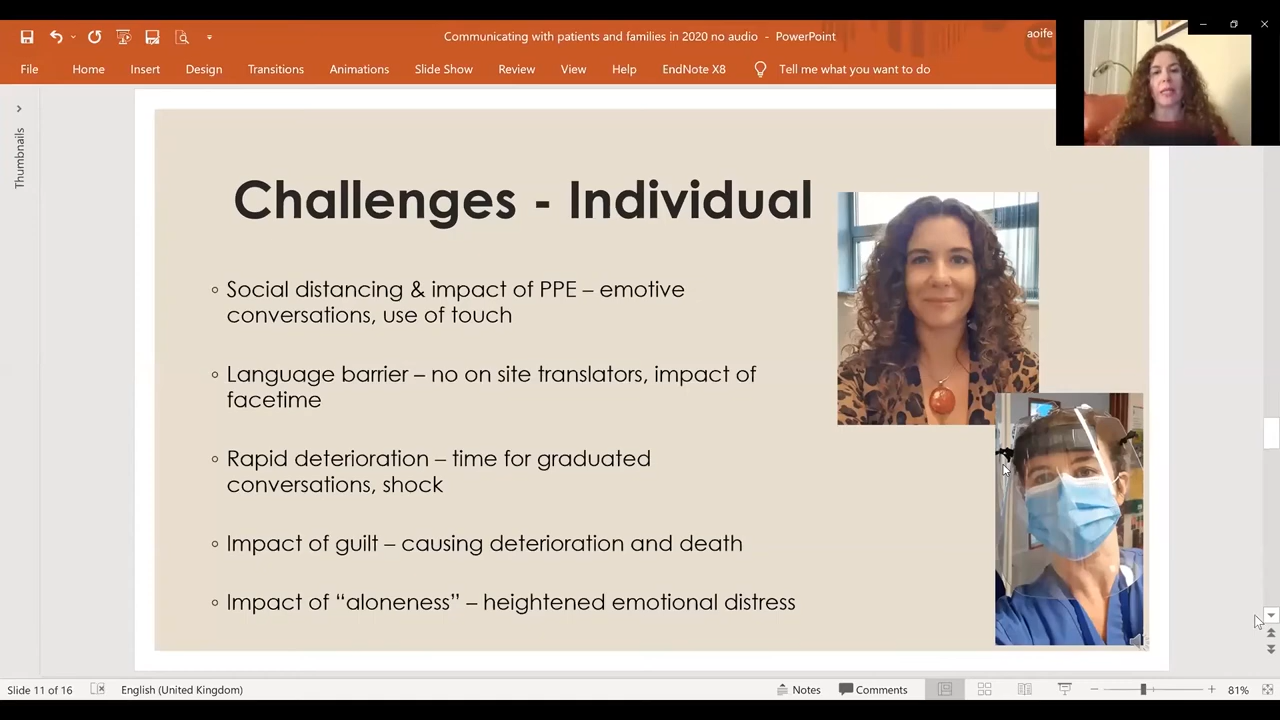 Communicating with patients and families in 2020 no audio - PowerPoint
aoife
File Home Insert Design Transitions Animations Slide Show Review View Help EndNote X8 Tell me what you want to do
Thumbnails
Challenges - Individual
◦ Social distancing & impact of PPE – emotive
conversations, use of touch
◦ Language barrier – no on site translators, impact of
facetime
◦ Rapid deterioration – time for graduated
conversations, shock
◦ Impact of guilt – causing deterioration and death
◦ Impact of “aloneness” – heightened emotional distress
Slide 11 of 16 English (United Kingdom) Notes Comments 81%